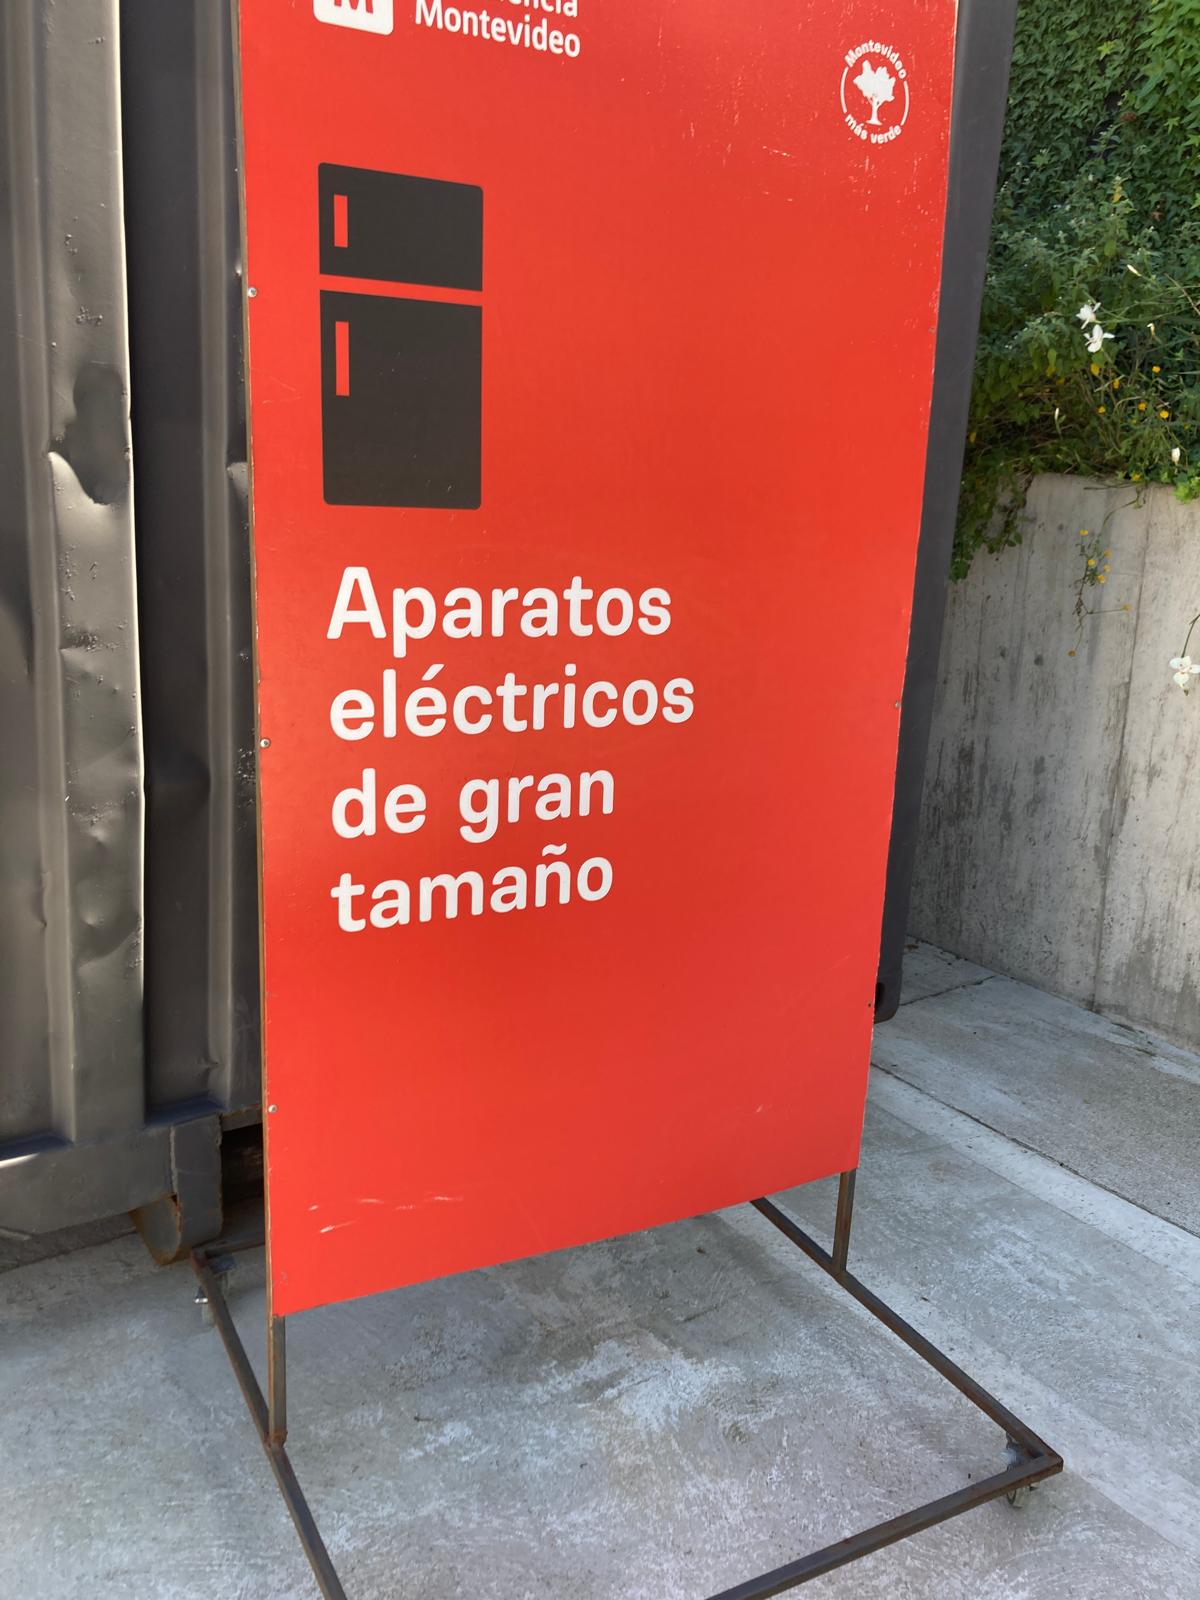 M
Montevideo
Montevideo
más verde
Aparatos
eléctricos
de gran
tamaño